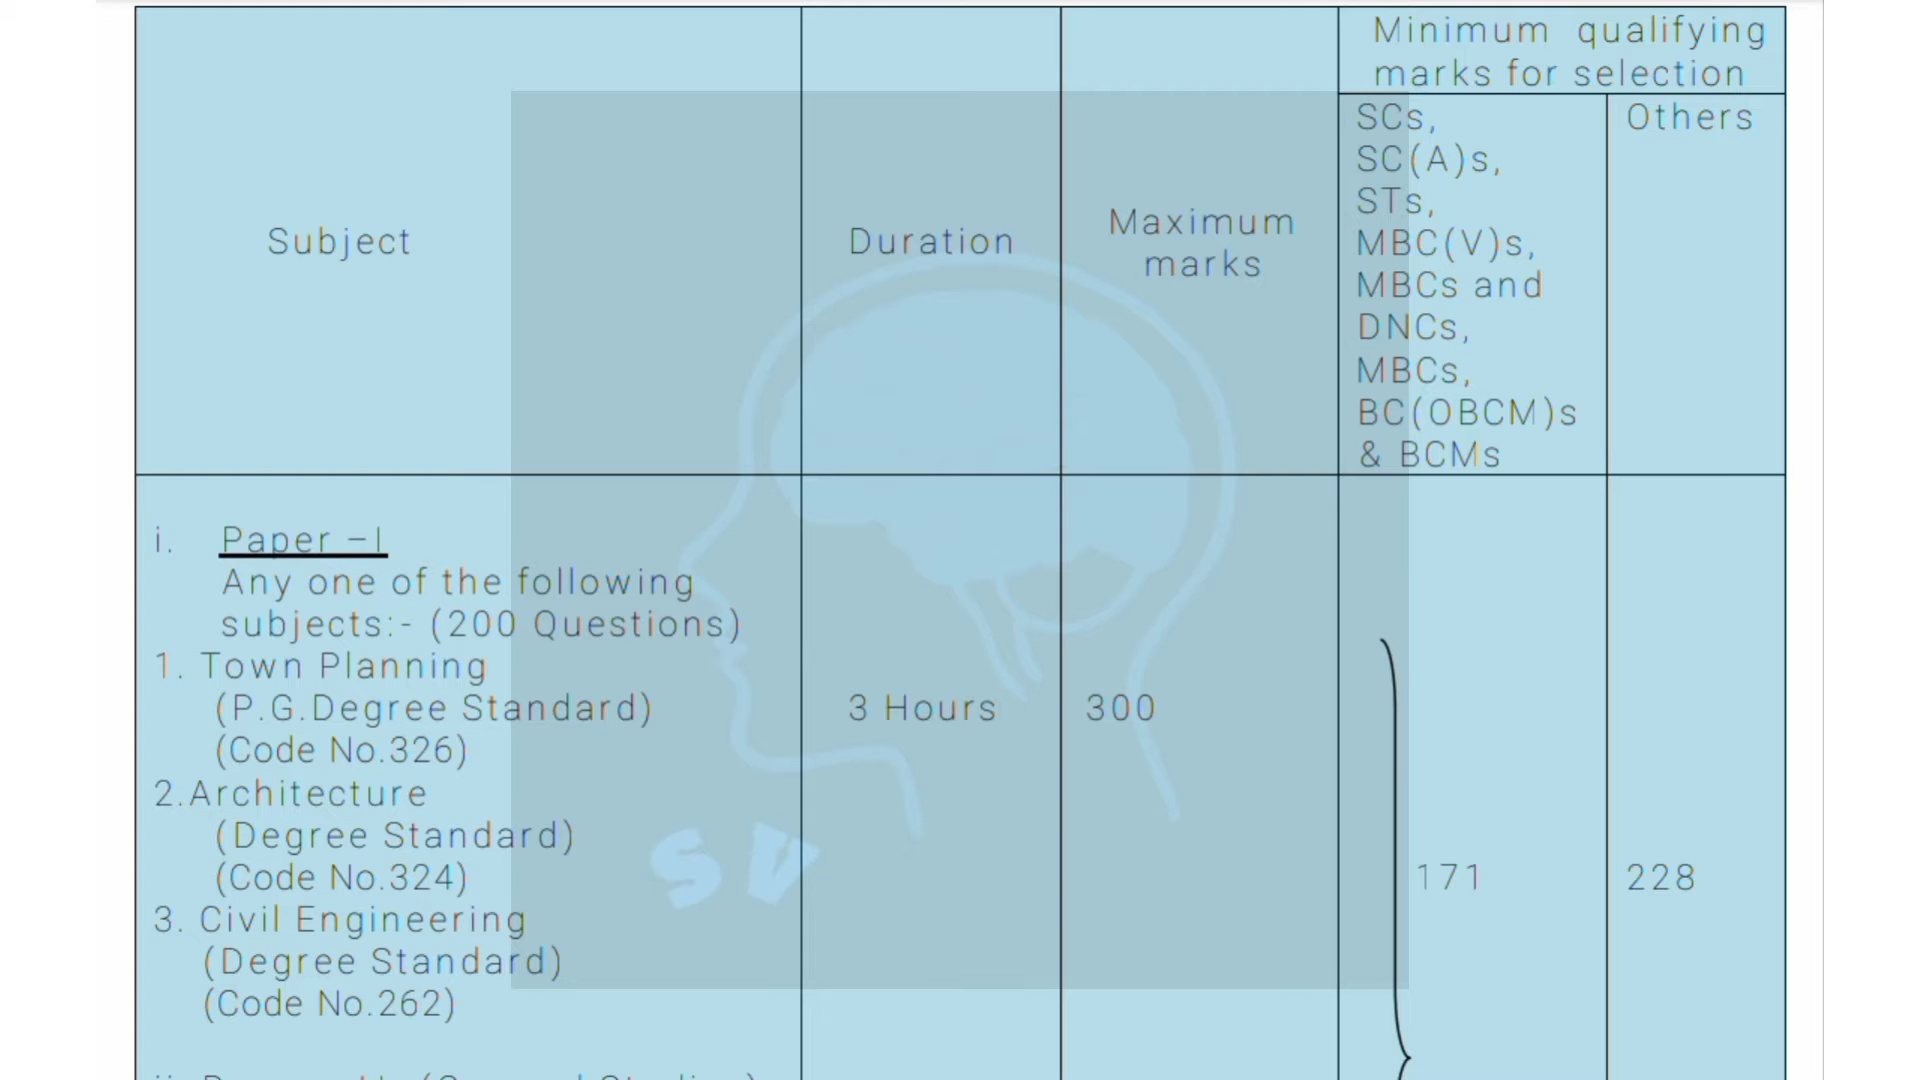 Minimum qualifying
marks for selection
Subject
Duration
Maximum
marks
SCs,
SC(A)s,
STs,
MBC(V)s,
MBCs and
DNCs,
MBCs,
BC(OBCM)s
& BCMs
Others
i. Paper –I
Any one of the following
subjects:- (200 Questions)
1. Town Planning
(P.G.Degree Standard)
(Code No.326)
2.Architecture
(Degree Standard)
(Code No.324)
3. Civil Engineering
(Degree Standard)
(Code No.262)
3 Hours
300
171
228
SV